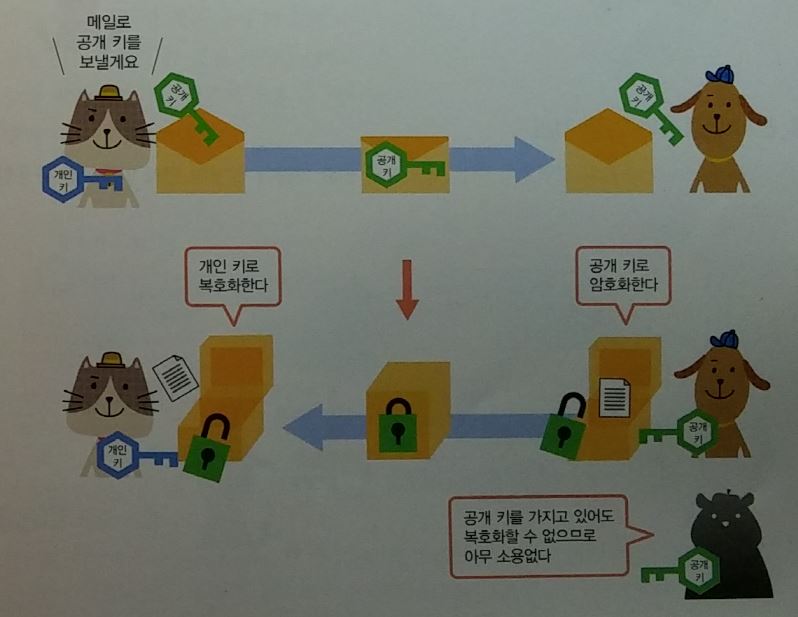 메일로
공개 키를
보낼게요
공개
키
개인
키
공개
키
공개
키
개인 키로
복호화한다
공개 키로
암호화한다
개인
키
공개
키
공개 키를 가지고 있어도
복호화할 수 없으므로
아무 소용없다
공개
키